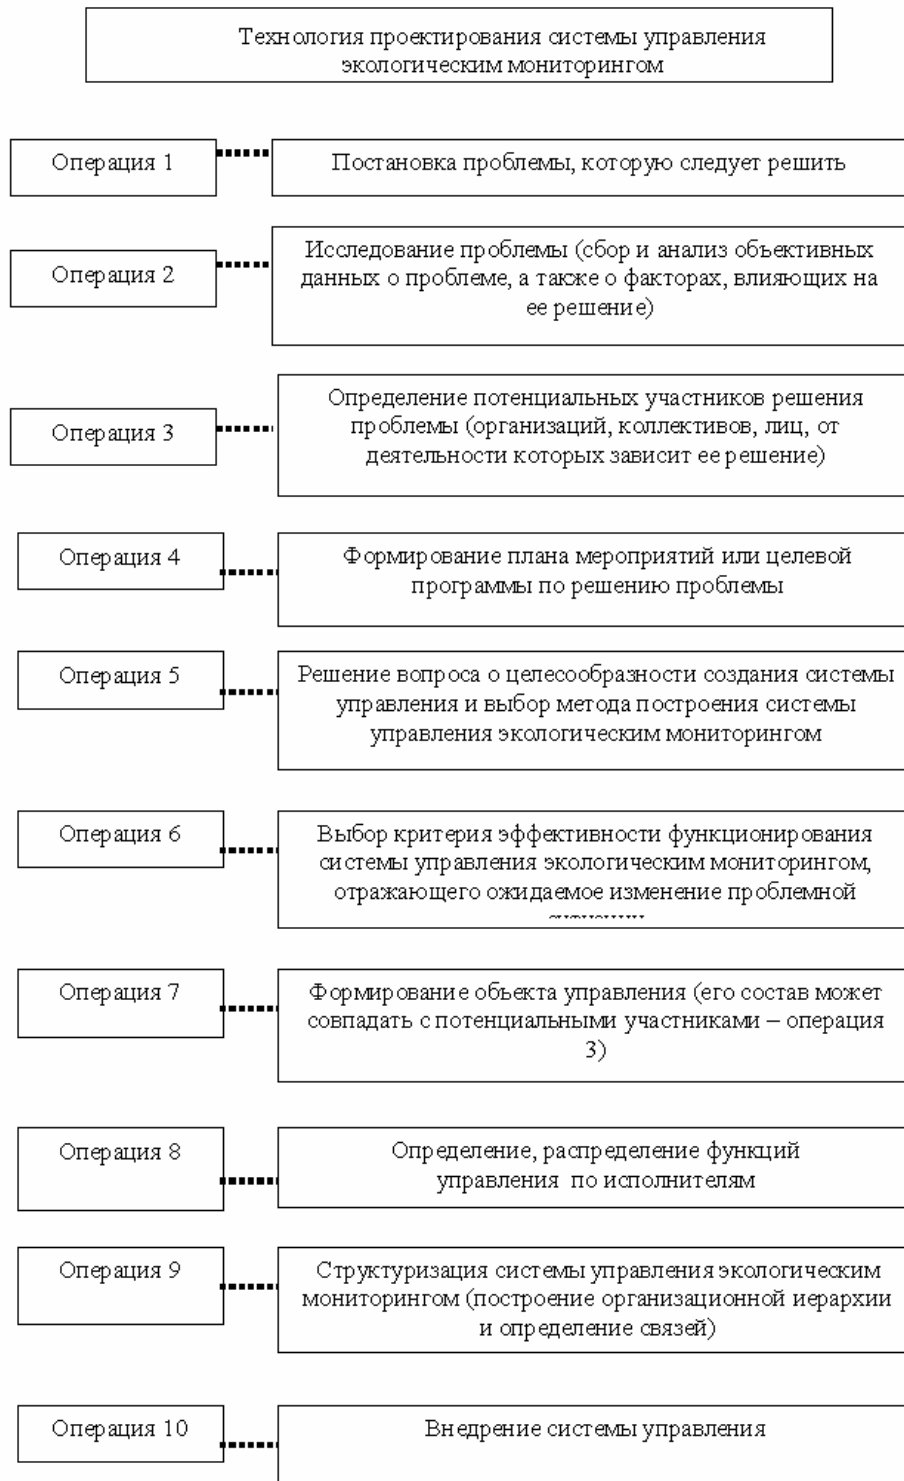 Технология проектирования системы управления
экологическим мониторингом
Операция 1
Постановка проблемы, которую следует решить
Операция 2
Исследование проблемы (сбор и анализ объективных
данных о проблеме, а также о факторах, влияющих на
ее решение)
Операция 3
Определение потенциальных участников решения
проблемы (организаций, коллективов, лиц, от
деятельности которых зависит ее решение)
Операция 4
Формирование плана мероприятий или целевой
программы по решению проблемы
Операция 5
Решение вопроса о целесообразности создания системы
управления и выбор метода построения системы
управления экологическим мониторингом
Операция 6
Выбор критерия эффективности функционирования
системы управления экологическим мониторингом,
отражающего ожидаемое изменение проблемной
Операция 7
Формирование объекта управления (его состав может
совпадать с потенциальными участниками – операция
3)
Операция 8
Определение, распределение функций
управления по исполнителям
Операция 9
Структуризация системы управления экологическим
мониторингом (построение организационной иерархии
и определение связей)
Операция 10
Внедрение системы управления